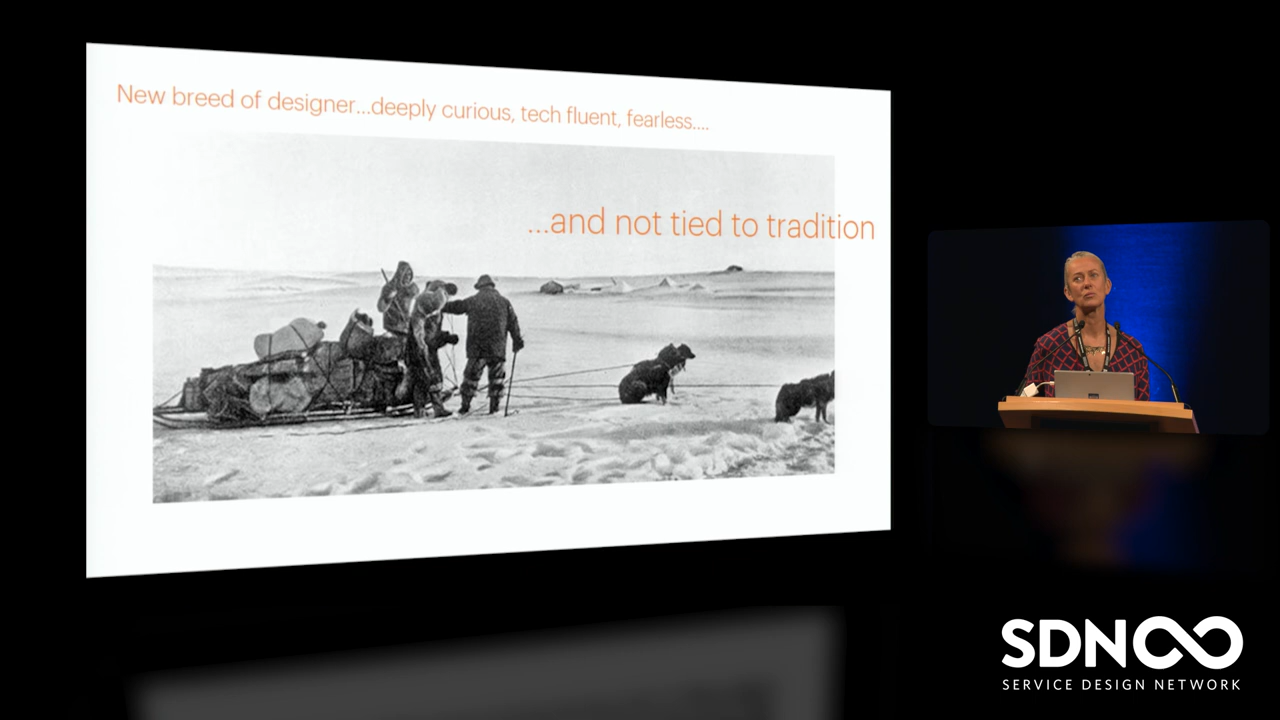 New breed of designer...deeply curious, tech fluent, fearless....
...and not tied to tradition
SDN
SERVICE DESIGN NETWORK